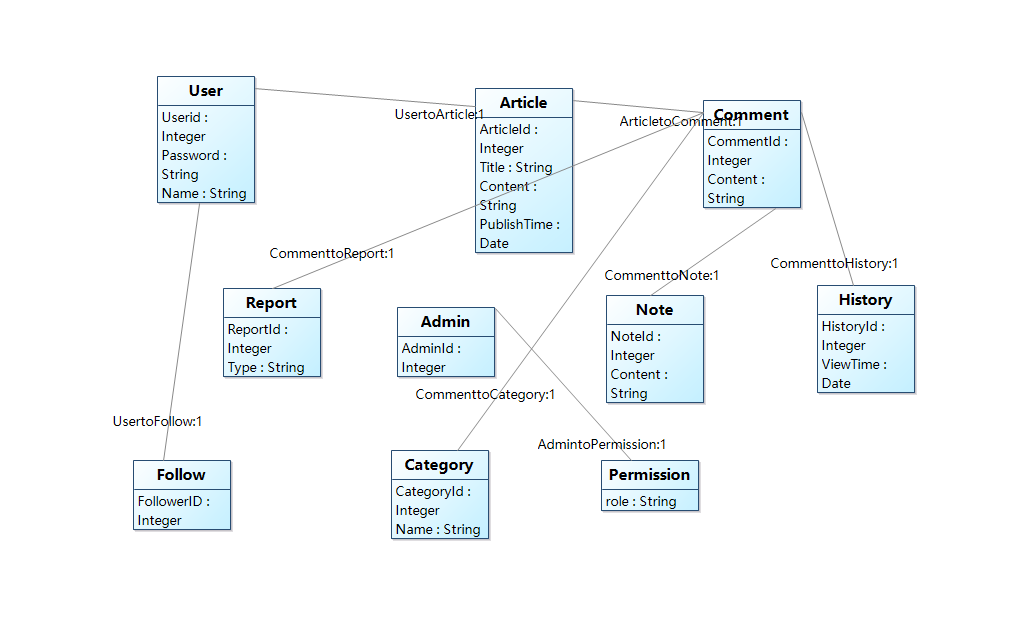 User
Userid :
Integer
Password :
String
Name : String
UsertoArticle:1
Article
ArticleId :
Integer
Title : String
Content :
String
PublishTime :
Date
ArticletoComment:1
Comment
CommentId :
Integer
Content :
String
CommenttoReport:1
CommenttoNote:1
CommenttoHistory:1
Report
ReportId :
Integer
Type : String
Admin
AdminId :
Integer
Note
NoteId :
Integer
Content :
String
History
HistoryId :
Integer
ViewTime :
Date
CommenttoCategory:1
UsertoFollow:1
AdmintoPermission:1
Follow
FollowerID :
Integer
Category
CategoryId :
Integer
Name : String
Permission
role : String